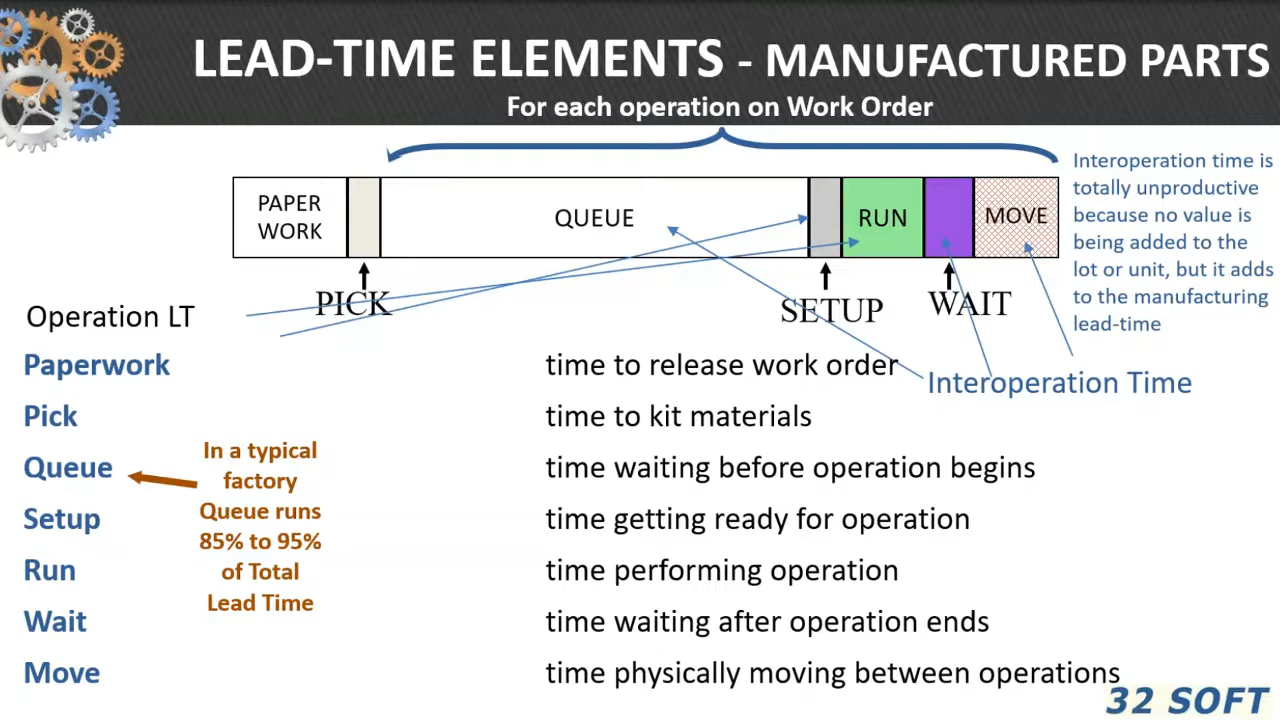 LEAD-TIME ELEMENTS - MANUFACTURED PARTS
For each operation on Work Order
PAPER
WORK
QUEUE
RUN
MOVE
Interoperation time is
totally unproductive
because no value is
being added to the
lot or unit, but it adds
to the manufacturing
lead-time
PICK
SETUP
WAIT
Operation LT
Interoperation Time
Paperwork
time to release work order
Pick
time to kit materials
Queue
time waiting before operation begins
In a typical
factory
Queue runs
85% to 95%
of Total
Lead Time
Setup
time getting ready for operation
Run
time performing operation
Wait
time waiting after operation ends
Move
time physically moving between operations
32 SOFT